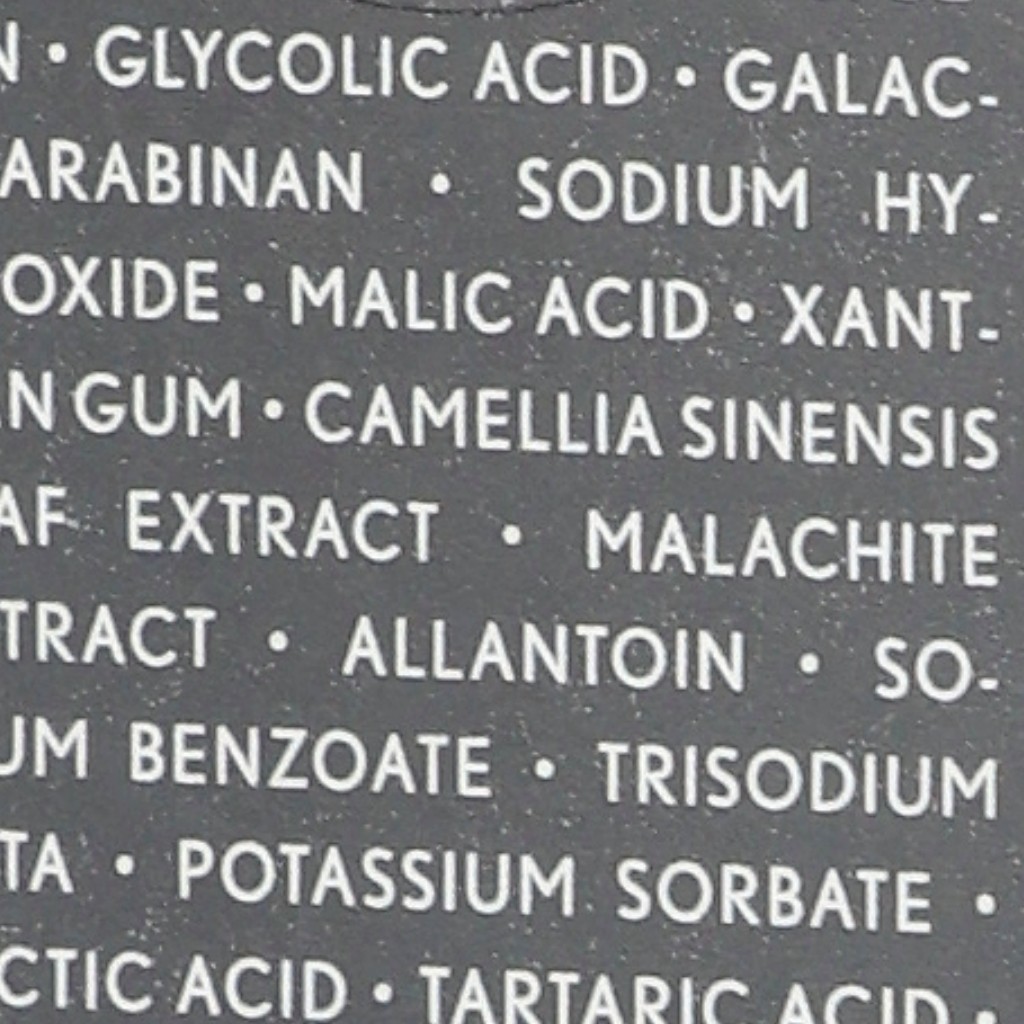 N • GLYCOLIC ACID • GALAC-
ARABINAN • SODIUM HY-
OXIDE • MALIC ACID • XANT-
AN GUM • CAMELLIA SINENSIS
AF EXTRACT • MALACHITE
TRACT • ALLANTOIN • SO-
UM BENZOATE • TRISODIUM
TA • POTASSIUM SORBATE •
CTIC ACID • TARTARIC ACID •